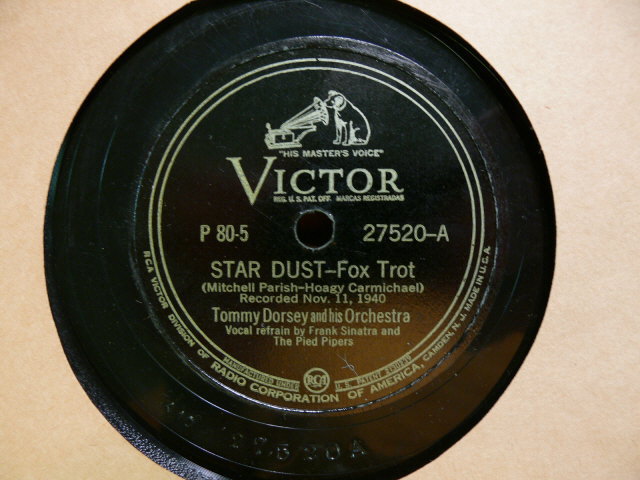 "HIS MASTER'S VOICE"
VICTOR
REG. U.S. PAT. OFF. MARCAS REGISTRADAS
P 80-5 27520-A
STAR DUST-Fox Trot
(Mitchell Parish-Hoagy Carmichael)
Recorded Nov. 11, 1940
Tommy Dorsey and his Orchestra
Vocal refrain by Frank Sinatra and
The Pied Pipers
MANUFACTURED UNDER RCA U.S. PATENT
RCA VICTOR DIVISION OF RADIO CORPORATION OF AMERICA, CAMDEN, N.J. MADE IN U.S.A.
27520A